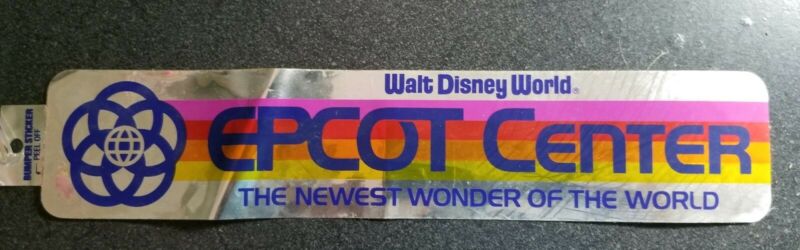 Walt Disney World®
EPCOT CENTER
THE NEWEST WONDER OF THE WORLD
BUMPER STICKER
PEEL OFF